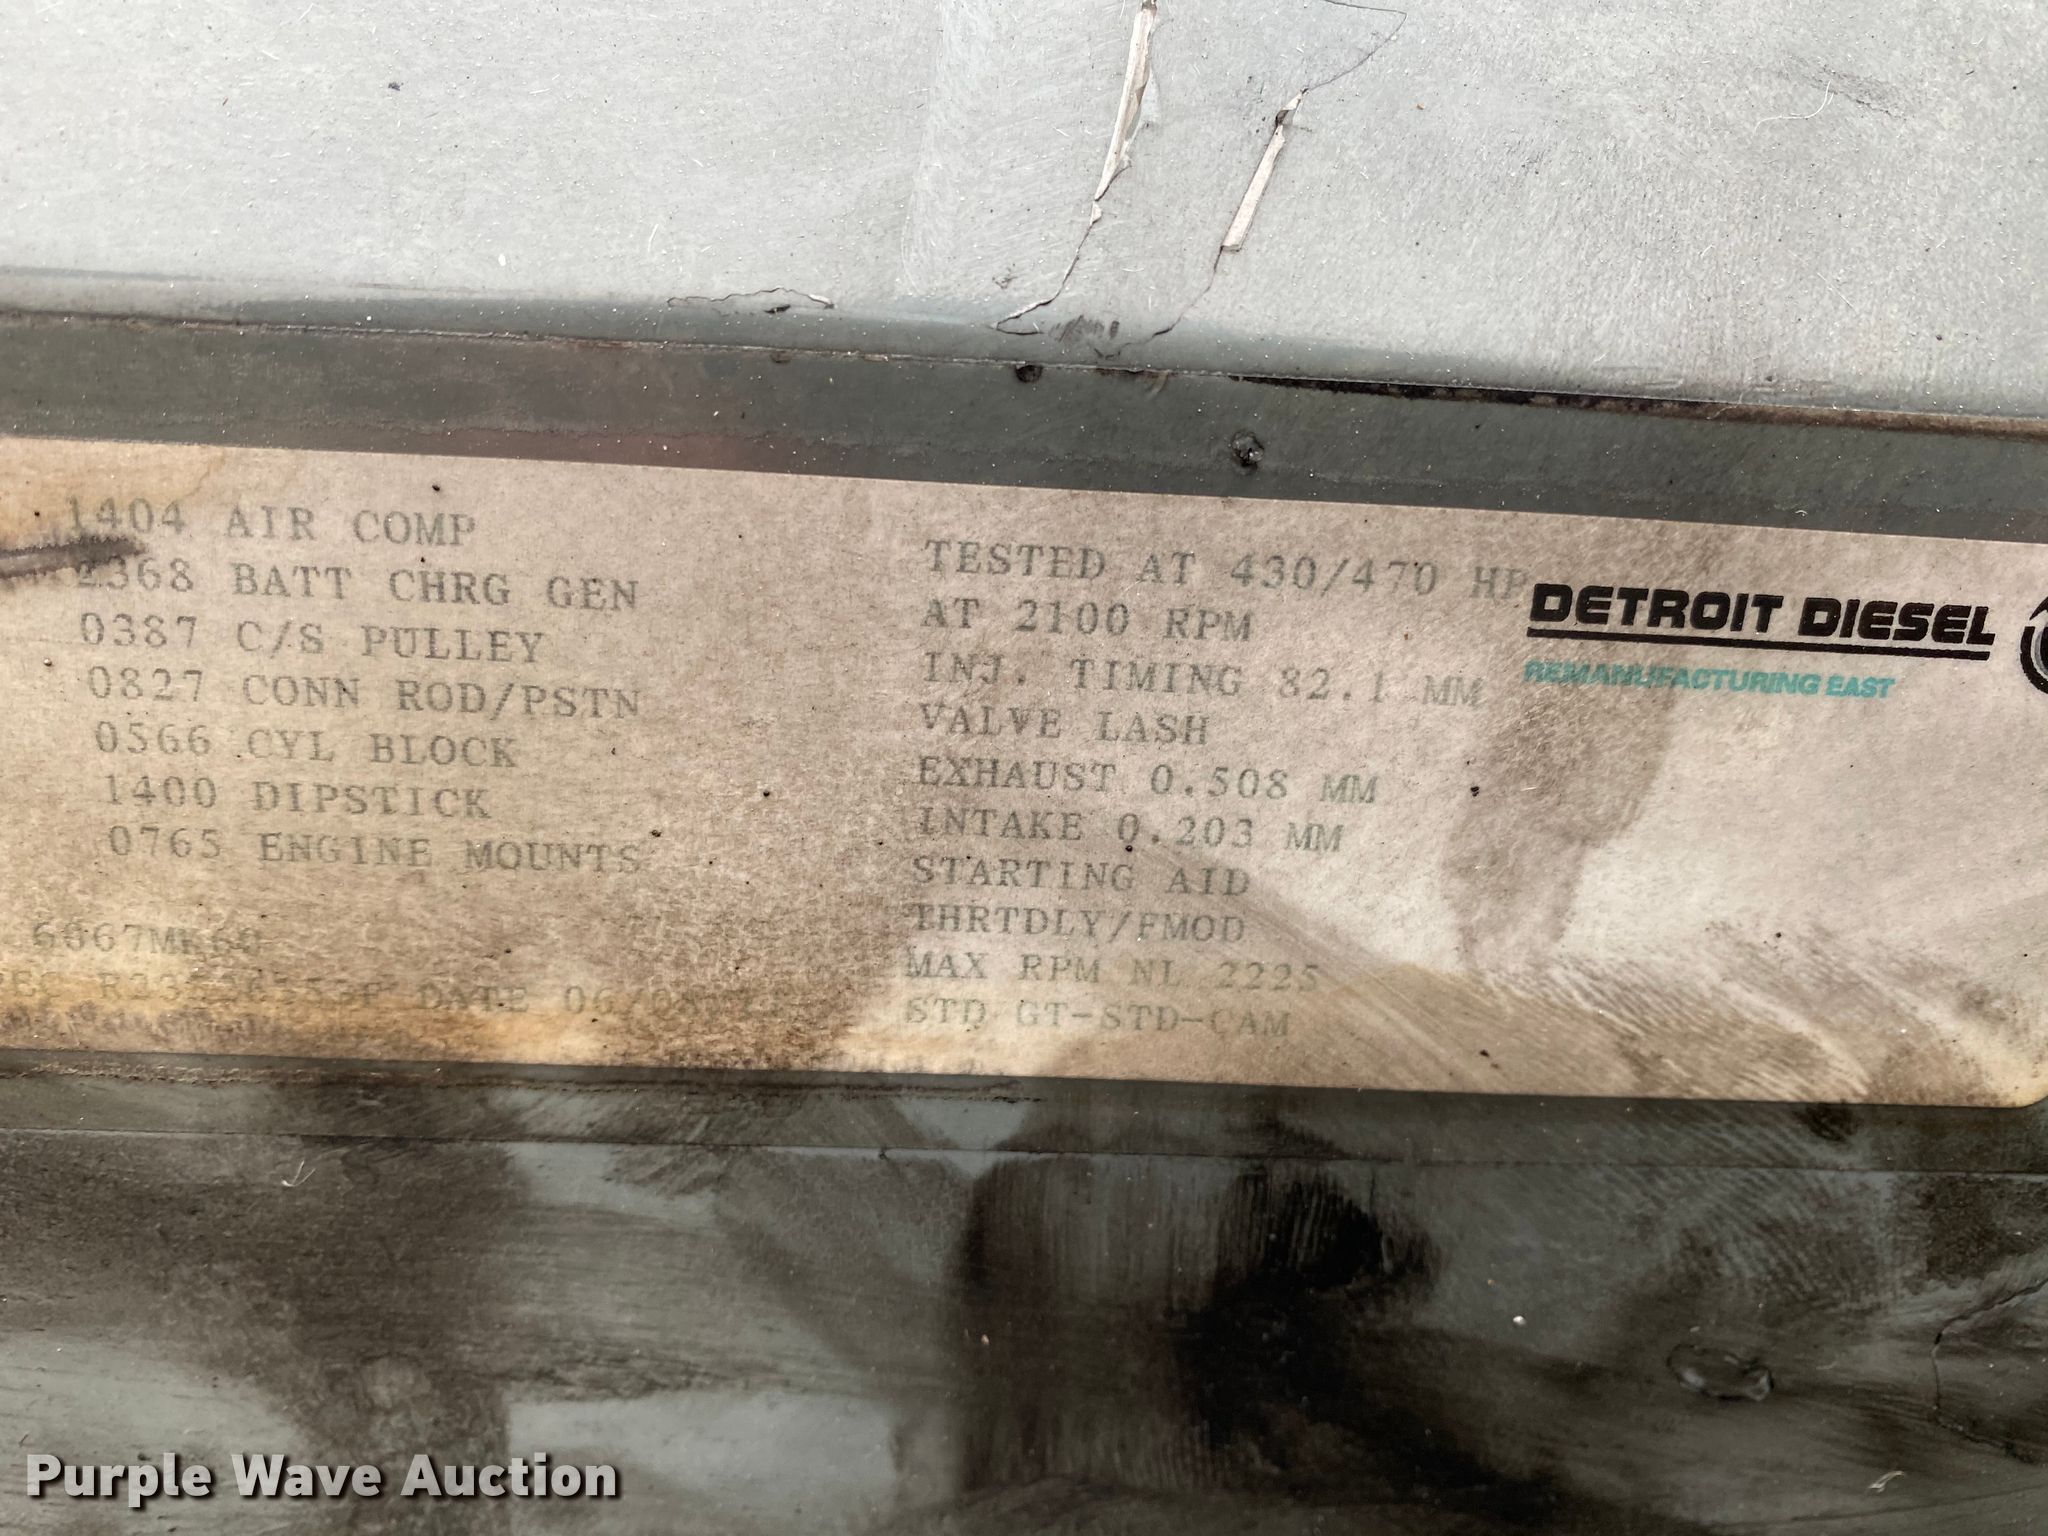 1404 AIR COMP
2368 BATT CHRG GEN
0387 C/S PULLEY
0827 CONN ROD/PSTN
0566 CYL BLOCK
1400 DIPSTICK
0765 ENGINE MOUNTS
6067MK60
DATE
TESTED AT 430/470 HP
AT 2100 RPM
INJ. TIMING 82.1 MM
VALVE LASH
EXHAUST 0.508 MM
INTAKE 0.203 MM
STARTING AID
THRTDLY/FMOD
MAX RPM NL 2225
STD GT-STD-CAM
DETROIT DIESEL
REMANUFACTURING EAST
Purple Wave Auction